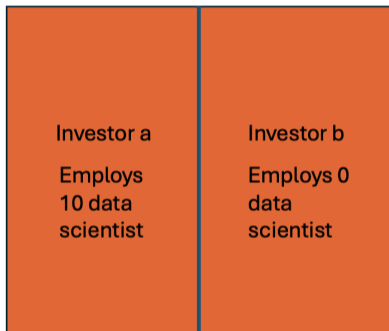 Investor a
Employs
10 data
scientist
Investor b
Employs 0
data
scientist